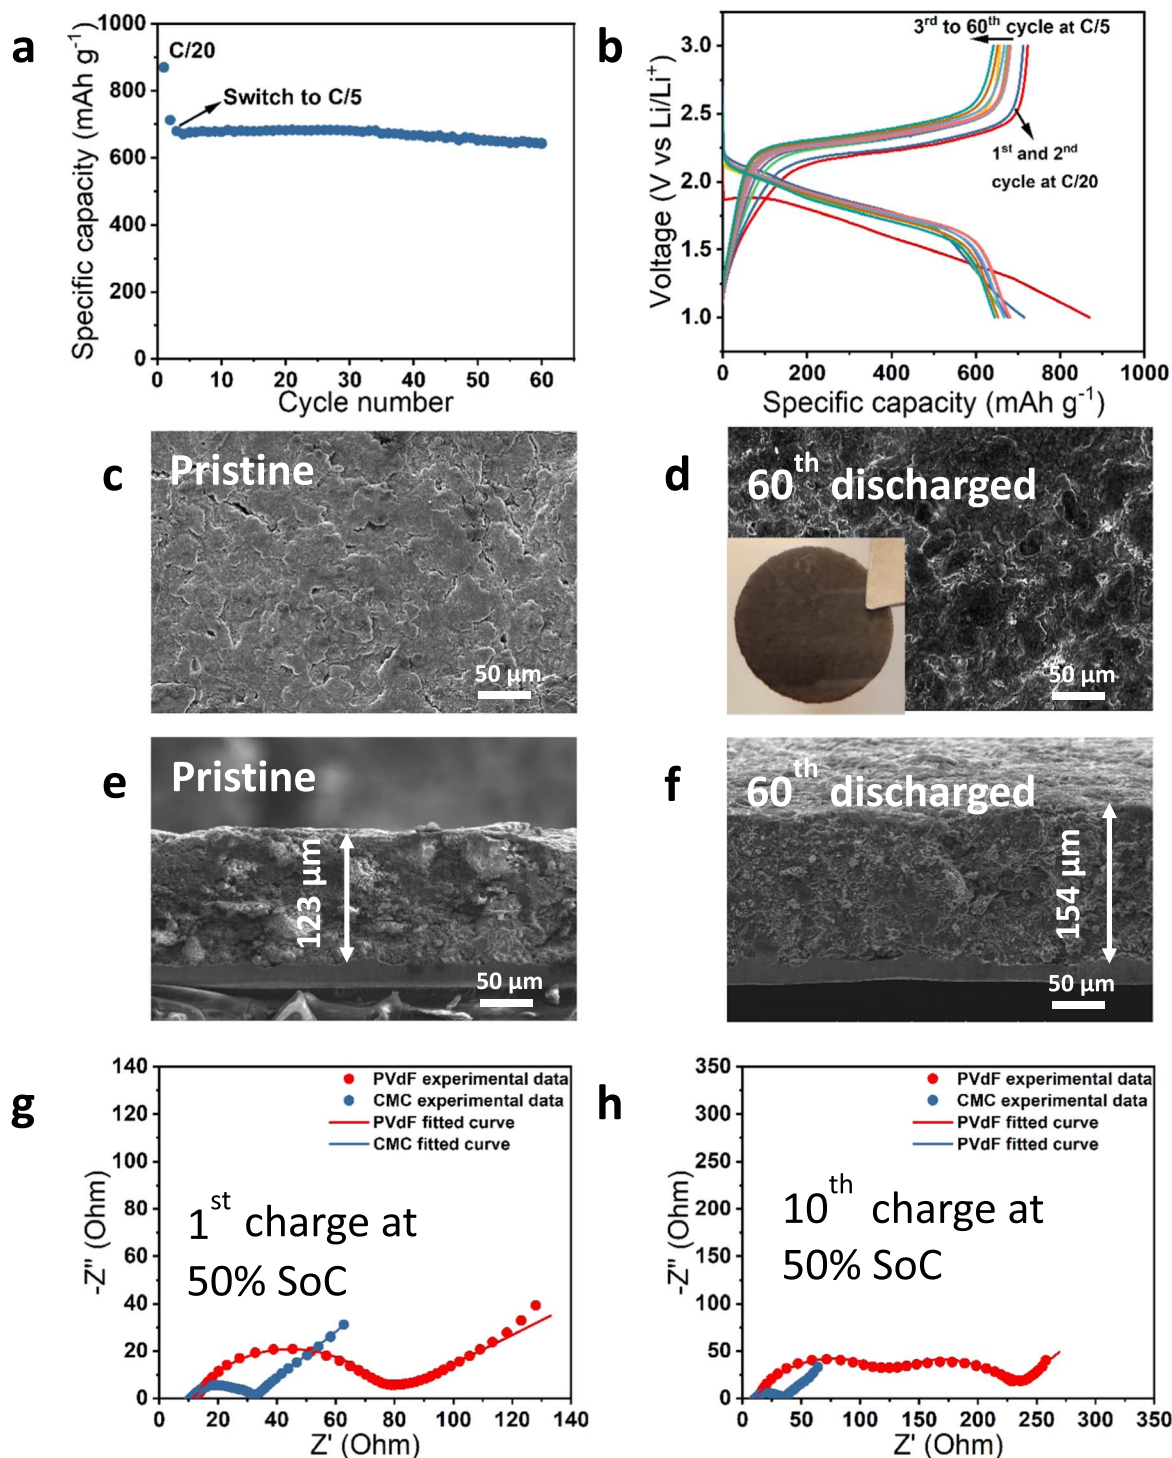 a
1000
800
600
400
200
0
C/20
Switch to C/5
0 10 20 30 40 50 60
Specific capacity (mAh g-1)
Cycle number
b
3.0
2.5
2.0
1.5
1.0
3rd to 60th cycle at C/5
1st and 2nd
cycle at C/20
0 200 400 600 800 1000
Voltage (V vs Li/Li+)
Specific capacity (mAh g-1)
c
Pristine
50 µm
d
60th discharged
50 µm
e
Pristine
123 µm
50 µm
f
60th discharged
154 µm
50 µm
g
140
120
100
80
60
40
20
0
PVdF experimental data
CMC experimental data
PVdF fitted curve
CMC fitted curve
1st charge at
50% SoC
0 20 40 60 80 100 120 140
-Z" (Ohm)
Z' (Ohm)
h
350
300
250
200
150
100
50
0
PVdF experimental data
CMC experimental data
PVdF fitted curve
PVdF fitted curve
10th charge at
50% SoC
0 50 100 150 200 250 300 350
-Z" (Ohm)
Z' (Ohm)